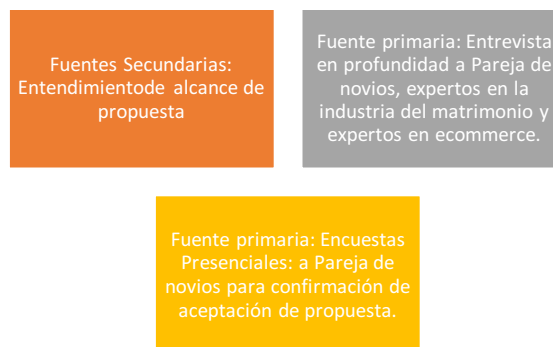 Fuentes Secundarias:
Entendimientode alcance de
propuesta
Fuente primaria: Entrevista
en profundidad a Pareja de
novios, expertos en la
industria del matrimonio y
expertos en ecommerce.
Fuente primaria: Encuestas
Presenciales: a Pareja de
novios para confirmación de
aceptación de propuesta.